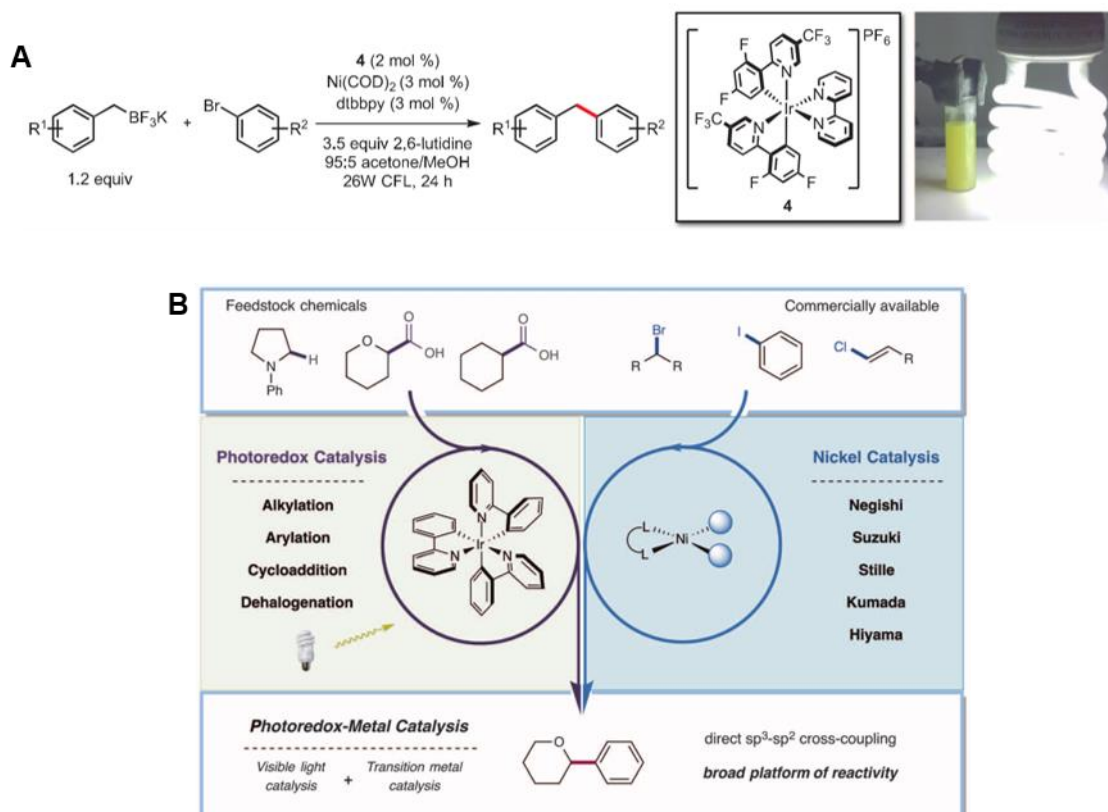 A
R¹
BF₃K
+
Br
R²
1.2 equiv
4 (2 mol %)
Ni(COD)₂ (3 mol %)
dtbbpy (3 mol %)
3.5 equiv 2,6-lutidine
95:5 acetone/MeOH
26W CFL, 24 h
R¹
R²
F
CF₃
F
N
N
Ir
N
N
CF₃
F
F
PF₆
4
B
Feedstock chemicals
Commercially available
N
H
Ph
O
O
OH
O
OH
Br
R
R
I
Cl
R
Photoredox Catalysis
Alkylation
Arylation
Cycloaddition
Dehalogenation
N
N
Ir
N
L
L
Ni
Nickel Catalysis
Negishi
Suzuki
Stille
Kumada
Hiyama
Photoredox-Metal Catalysis
Visible light
catalysis
+
Transition metal
catalysis
O
direct sp³-sp² cross-coupling
broad platform of reactivity